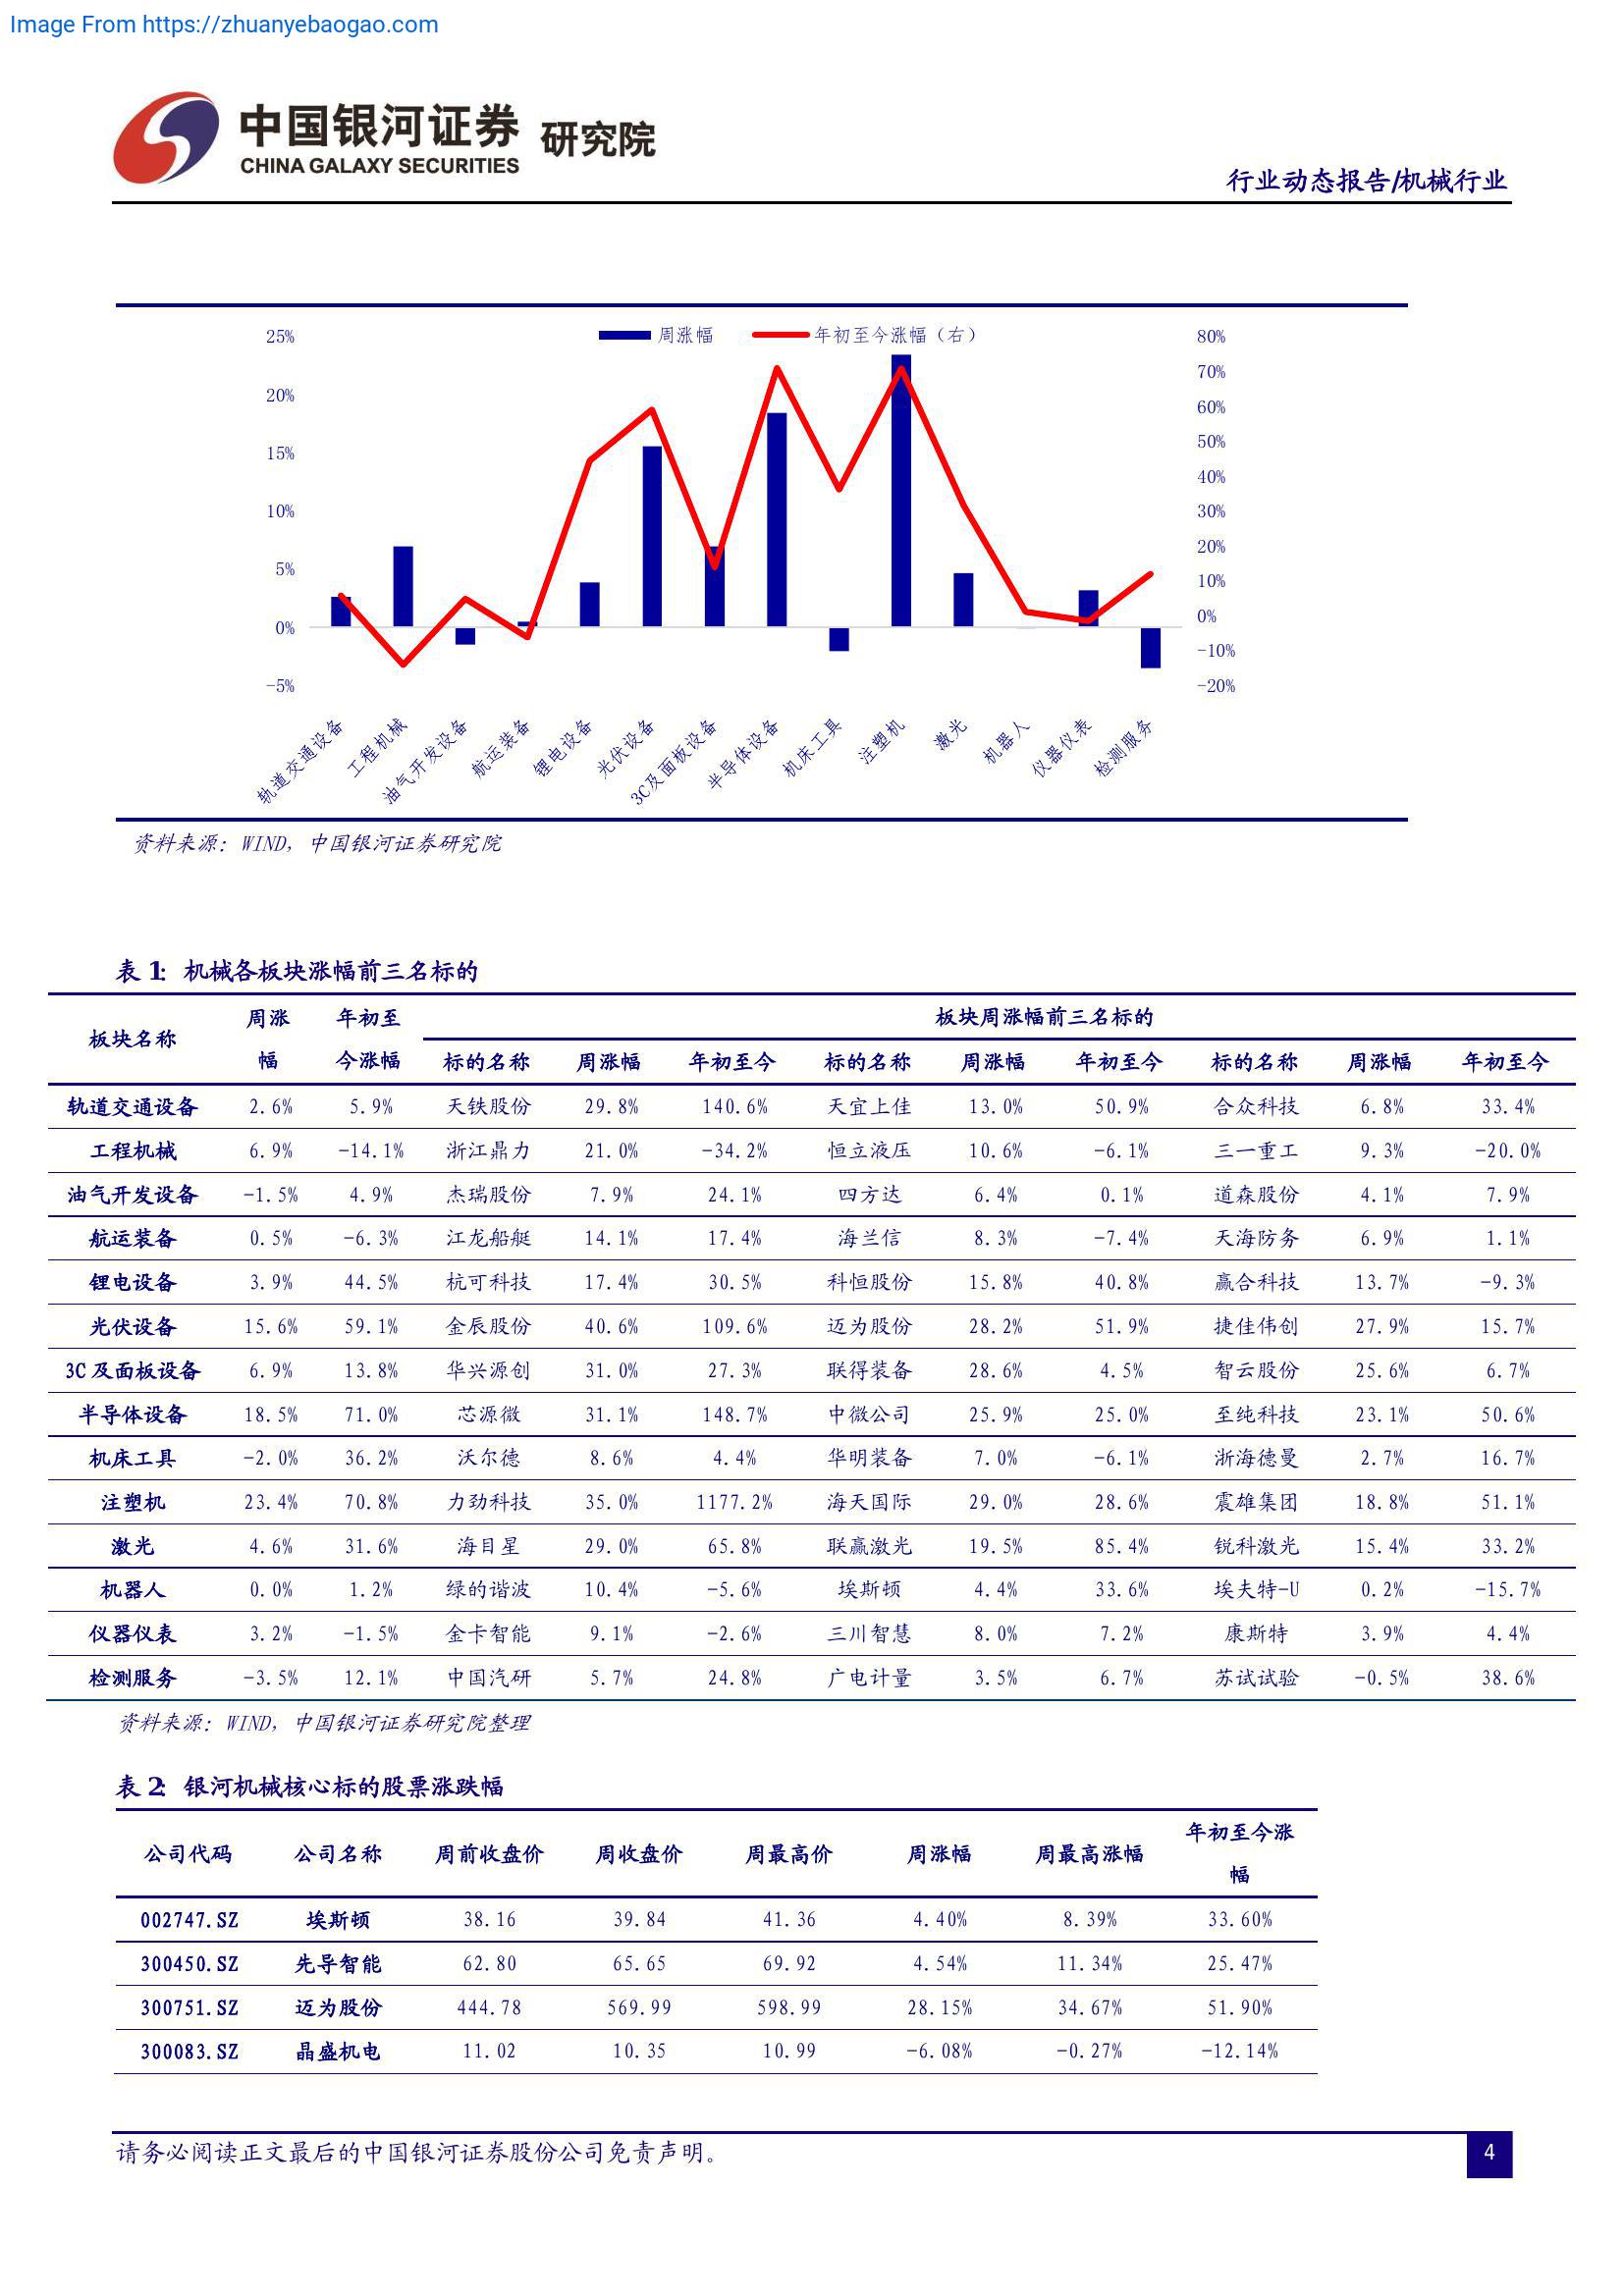 Image From https://zhuanyebaogao.com
中国银河证券 研究院
CHINA GALAXY SECURITIES
行业动态报告/机械行业
周涨幅 年初至今涨幅（右）
25%
20%
15%
10%
5%
0%
-5%
80%
70%
60%
50%
40%
30%
20%
10%
0%
-10%
-20%
轨道交通设备
工程机械
油气开发设备
航运装备
锂电设备
光伏设备
3C及面板设备
半导体设备
机床工具
注塑机
激光
机器人
仪器仪表
检测服务
资料来源：WIND，中国银河证券研究院
表 1: 机械各板块涨幅前三名标的
板块名称 周涨幅 年初至今涨幅 板块周涨幅前三名标的
标的名称 周涨幅 年初至今 标的名称 周涨幅 年初至今 标的名称 周涨幅 年初至今
轨道交通设备 2.6% 5.9% 天铁股份 29.8% 140.6% 天宜上佳 13.0% 50.9% 合众科技 6.8% 33.4%
工程机械 6.9% -14.1% 浙江鼎力 21.0% -34.2% 恒立液压 10.6% -6.1% 三一重工 9.3% -20.0%
油气开发设备 -1.5% 4.9% 杰瑞股份 7.9% 24.1% 四方达 6.4% 0.1% 道森股份 4.1% 7.9%
航运装备 0.5% -6.3% 江龙船艇 14.1% 17.4% 海兰信 8.3% -7.4% 天海防务 6.9% 1.1%
锂电设备 3.9% 44.5% 杭可科技 17.4% 30.5% 科恒股份 15.8% 40.8% 赢合科技 13.7% -9.3%
光伏设备 15.6% 59.1% 金辰股份 40.6% 109.6% 迈为股份 28.2% 51.9% 捷佳伟创 27.9% 15.7%
3C 及面板设备 6.9% 13.8% 华兴源创 31.0% 27.3% 联得装备 28.6% 4.5% 智云股份 25.6% 6.7%
半导体设备 18.5% 71.0% 芯源微 31.1% 148.7% 中微公司 25.9% 25.0% 至纯科技 23.1% 50.6%
机床工具 -2.0% 36.2% 沃尔德 8.6% 4.4% 华明装备 7.0% -6.1% 浙海德曼 2.7% 16.7%
注塑机 23.4% 70.8% 力劲科技 35.0% 1177.2% 海天国际 29.0% 28.6% 震雄集团 18.8% 51.1%
激光 4.6% 31.6% 海目星 29.0% 65.8% 联赢激光 19.5% 85.4% 锐科激光 15.4% 33.2%
机器人 0.0% 1.2% 绿的谐波 10.4% -5.6% 埃斯顿 4.4% 33.6% 埃夫特-U 0.2% -15.7%
仪器仪表 3.2% -1.5% 金卡智能 9.1% -2.6% 三川智慧 8.0% 7.2% 康斯特 3.9% 4.4%
检测服务 -3.5% 12.1% 中国汽研 5.7% 24.8% 广电计量 3.5% 6.7% 苏试试验 -0.5% 38.6%
资料来源：WIND，中国银河证券研究院整理
表 2: 银河机械核心标的股票涨跌幅
公司代码 公司名称 周前收盘价 周收盘价 周最高价 周涨幅 周最高涨幅 年初至今涨幅
002747.SZ 埃斯顿 38.16 39.84 41.36 4.40% 8.39% 33.60%
300450.SZ 先导智能 62.80 65.65 69.92 4.54% 11.34% 25.47%
300751.SZ 迈为股份 444.78 569.99 598.99 28.15% 34.67% 51.90%
300083.SZ 晶盛机电 11.02 10.35 10.99 -6.08% -0.27% -12.14%
请务必阅读正文最后的中国银河证券股份公司免责声明。
4